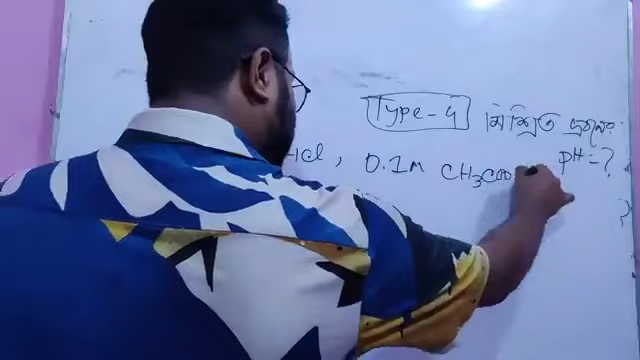 Type-4 মিশ্রিত দ্রবণের
HCl, 0.1M CH3COO pH=?
?